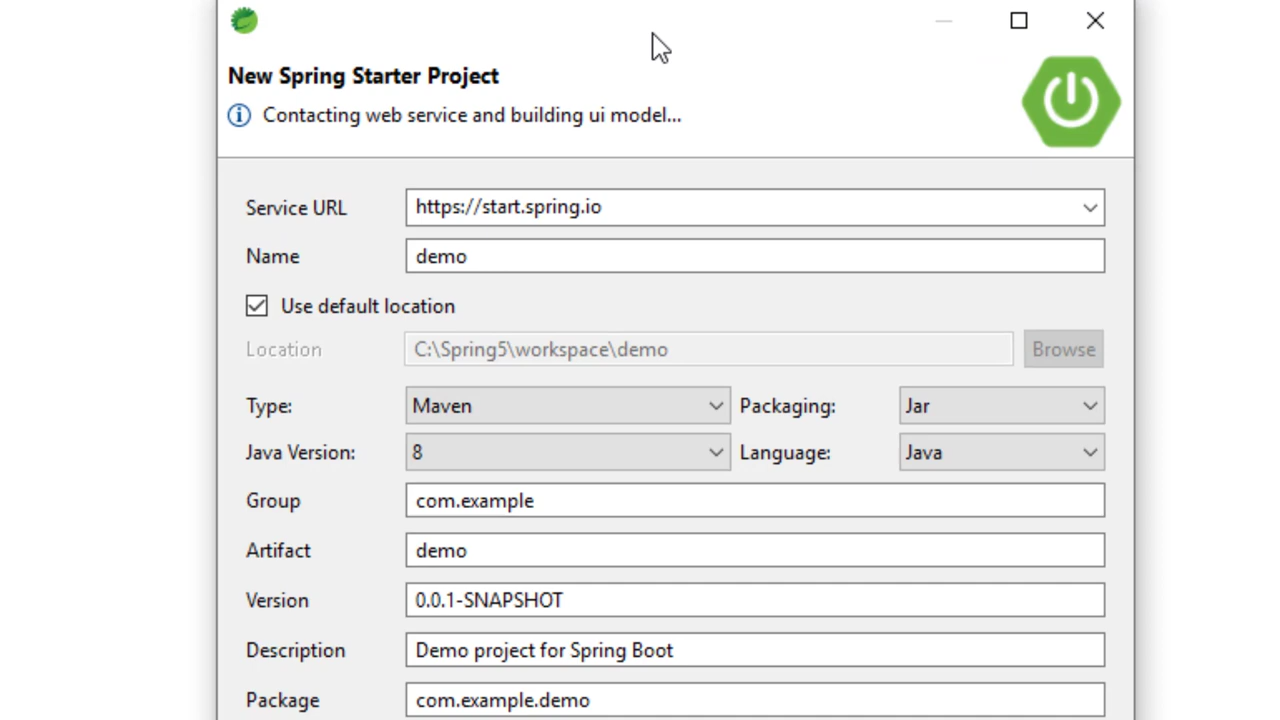 New Spring Starter Project
Contacting web service and building ui model...
Service URL https://start.spring.io
Name demo
Use default location
Location C:\Spring5\workspace\demo Browse
Type: Maven Packaging: Jar
Java Version: 8 Language: Java
Group com.example
Artifact demo
Version 0.0.1-SNAPSHOT
Description Demo project for Spring Boot
Package com.example.demo